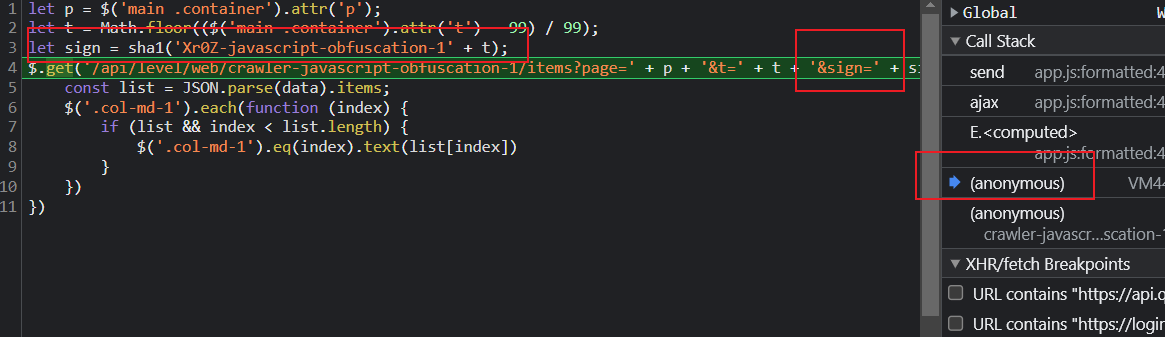 1 let p = $('main .container').attr('p');
2 let t = Math.floor(($('main .container').attr('t') - 99) / 99);
3 let sign = sha1('Xr0Z-javascript-obfuscation-1' + t);
4 $.get('/api/level/web/crawler-javascript-obfuscation-1/items?page=' + p + '&t=' + t + '&sign=' + si
5 const list = JSON.parse(data).items;
6 $('.col-md-1').each(function (index) {
7 if (list && index < list.length) {
8 $('.col-md-1').eq(index).text(list[index])
9 }
10 })
11 })
Global W
Call Stack
send app.js:formatted:4
ajax app.js:formatted:4
E.<computed>
app.js:formatted:4
(anonymous) VM44
(anonymous)
crawler-javascr…scation-1
XHR/fetch Breakpoints
URL contains "https://api.q
URL contains "https://login